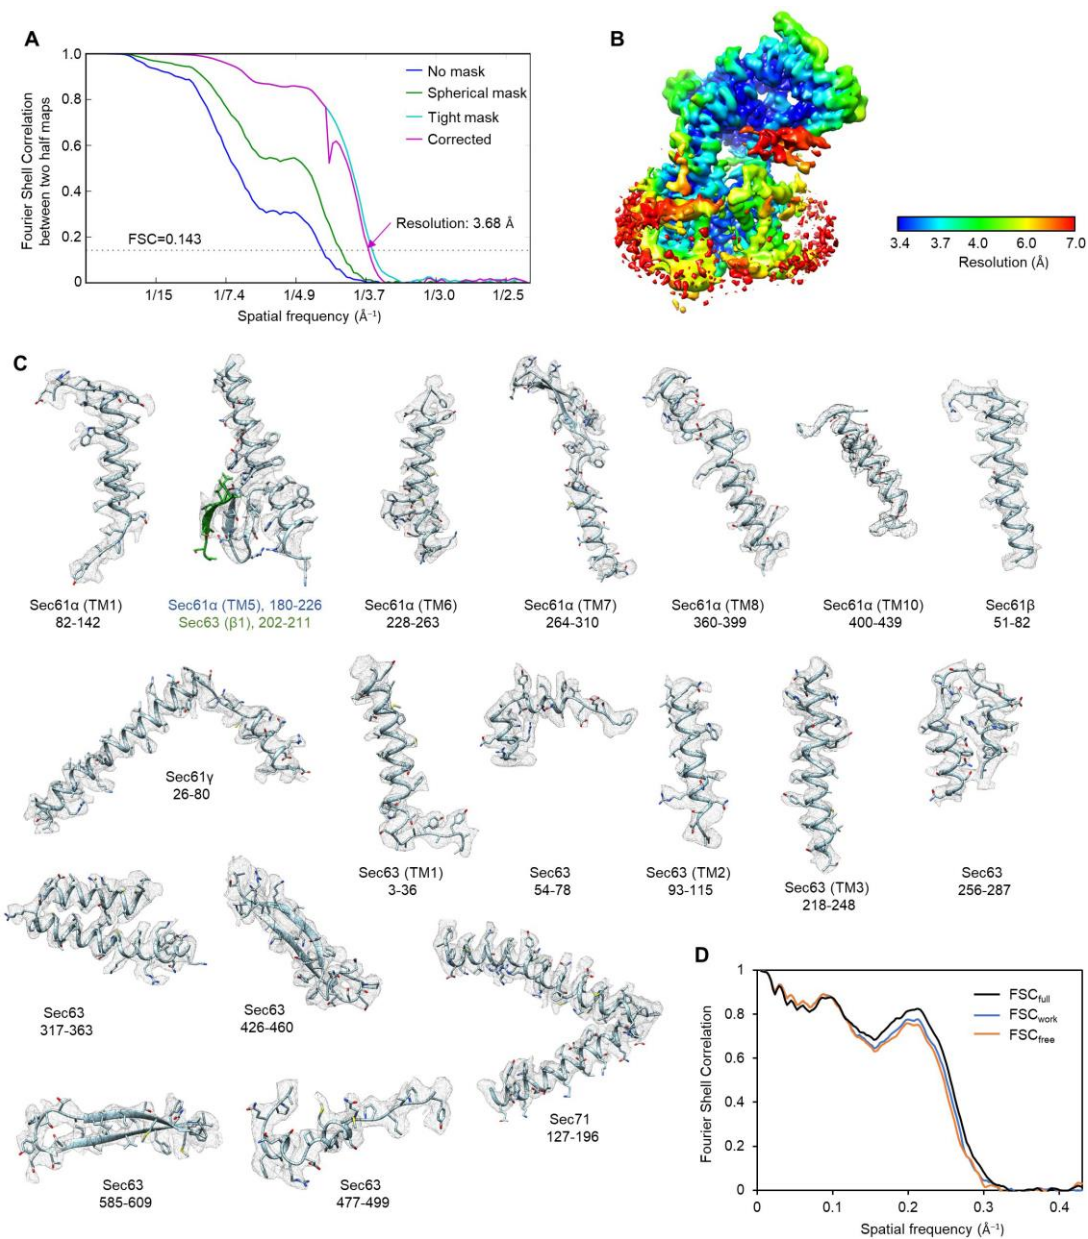 A
Fourier Shell Correlation
between two half maps
1.0
0.8
0.6
0.4
0.2
0
No mask
Spherical mask
Tight mask
Corrected
Resolution: 3.68 Å
FSC=0.143
1/15
1/7.4
1/4.9
1/3.7
1/3.0
1/2.5
Spatial frequency (Å⁻¹)
B
3.4
3.7
4.0
6.0
7.0
Resolution (Å)
C
Sec61α (TM1)
82-142
Sec61α (TM5), 180-226
Sec63 (β1), 202-211
Sec61α (TM6)
228-263
Sec61α (TM7)
264-310
Sec61α (TM8)
360-399
Sec61α (TM10)
400-439
Sec61β
51-82
Sec61γ
26-80
Sec63 (TM1)
3-36
Sec63
54-78
Sec63 (TM2)
93-115
Sec63 (TM3)
218-248
Sec63
256-287
Sec63
317-363
Sec63
426-460
Sec71
127-196
Sec63
585-609
Sec63
477-499
D
Fourier Shell Correlation
1
0.8
0.6
0.4
0.2
0
FSCfull
FSCwork
FSCfree
0
0.1
0.2
0.3
0.4
Spatial frequency (Å⁻¹)